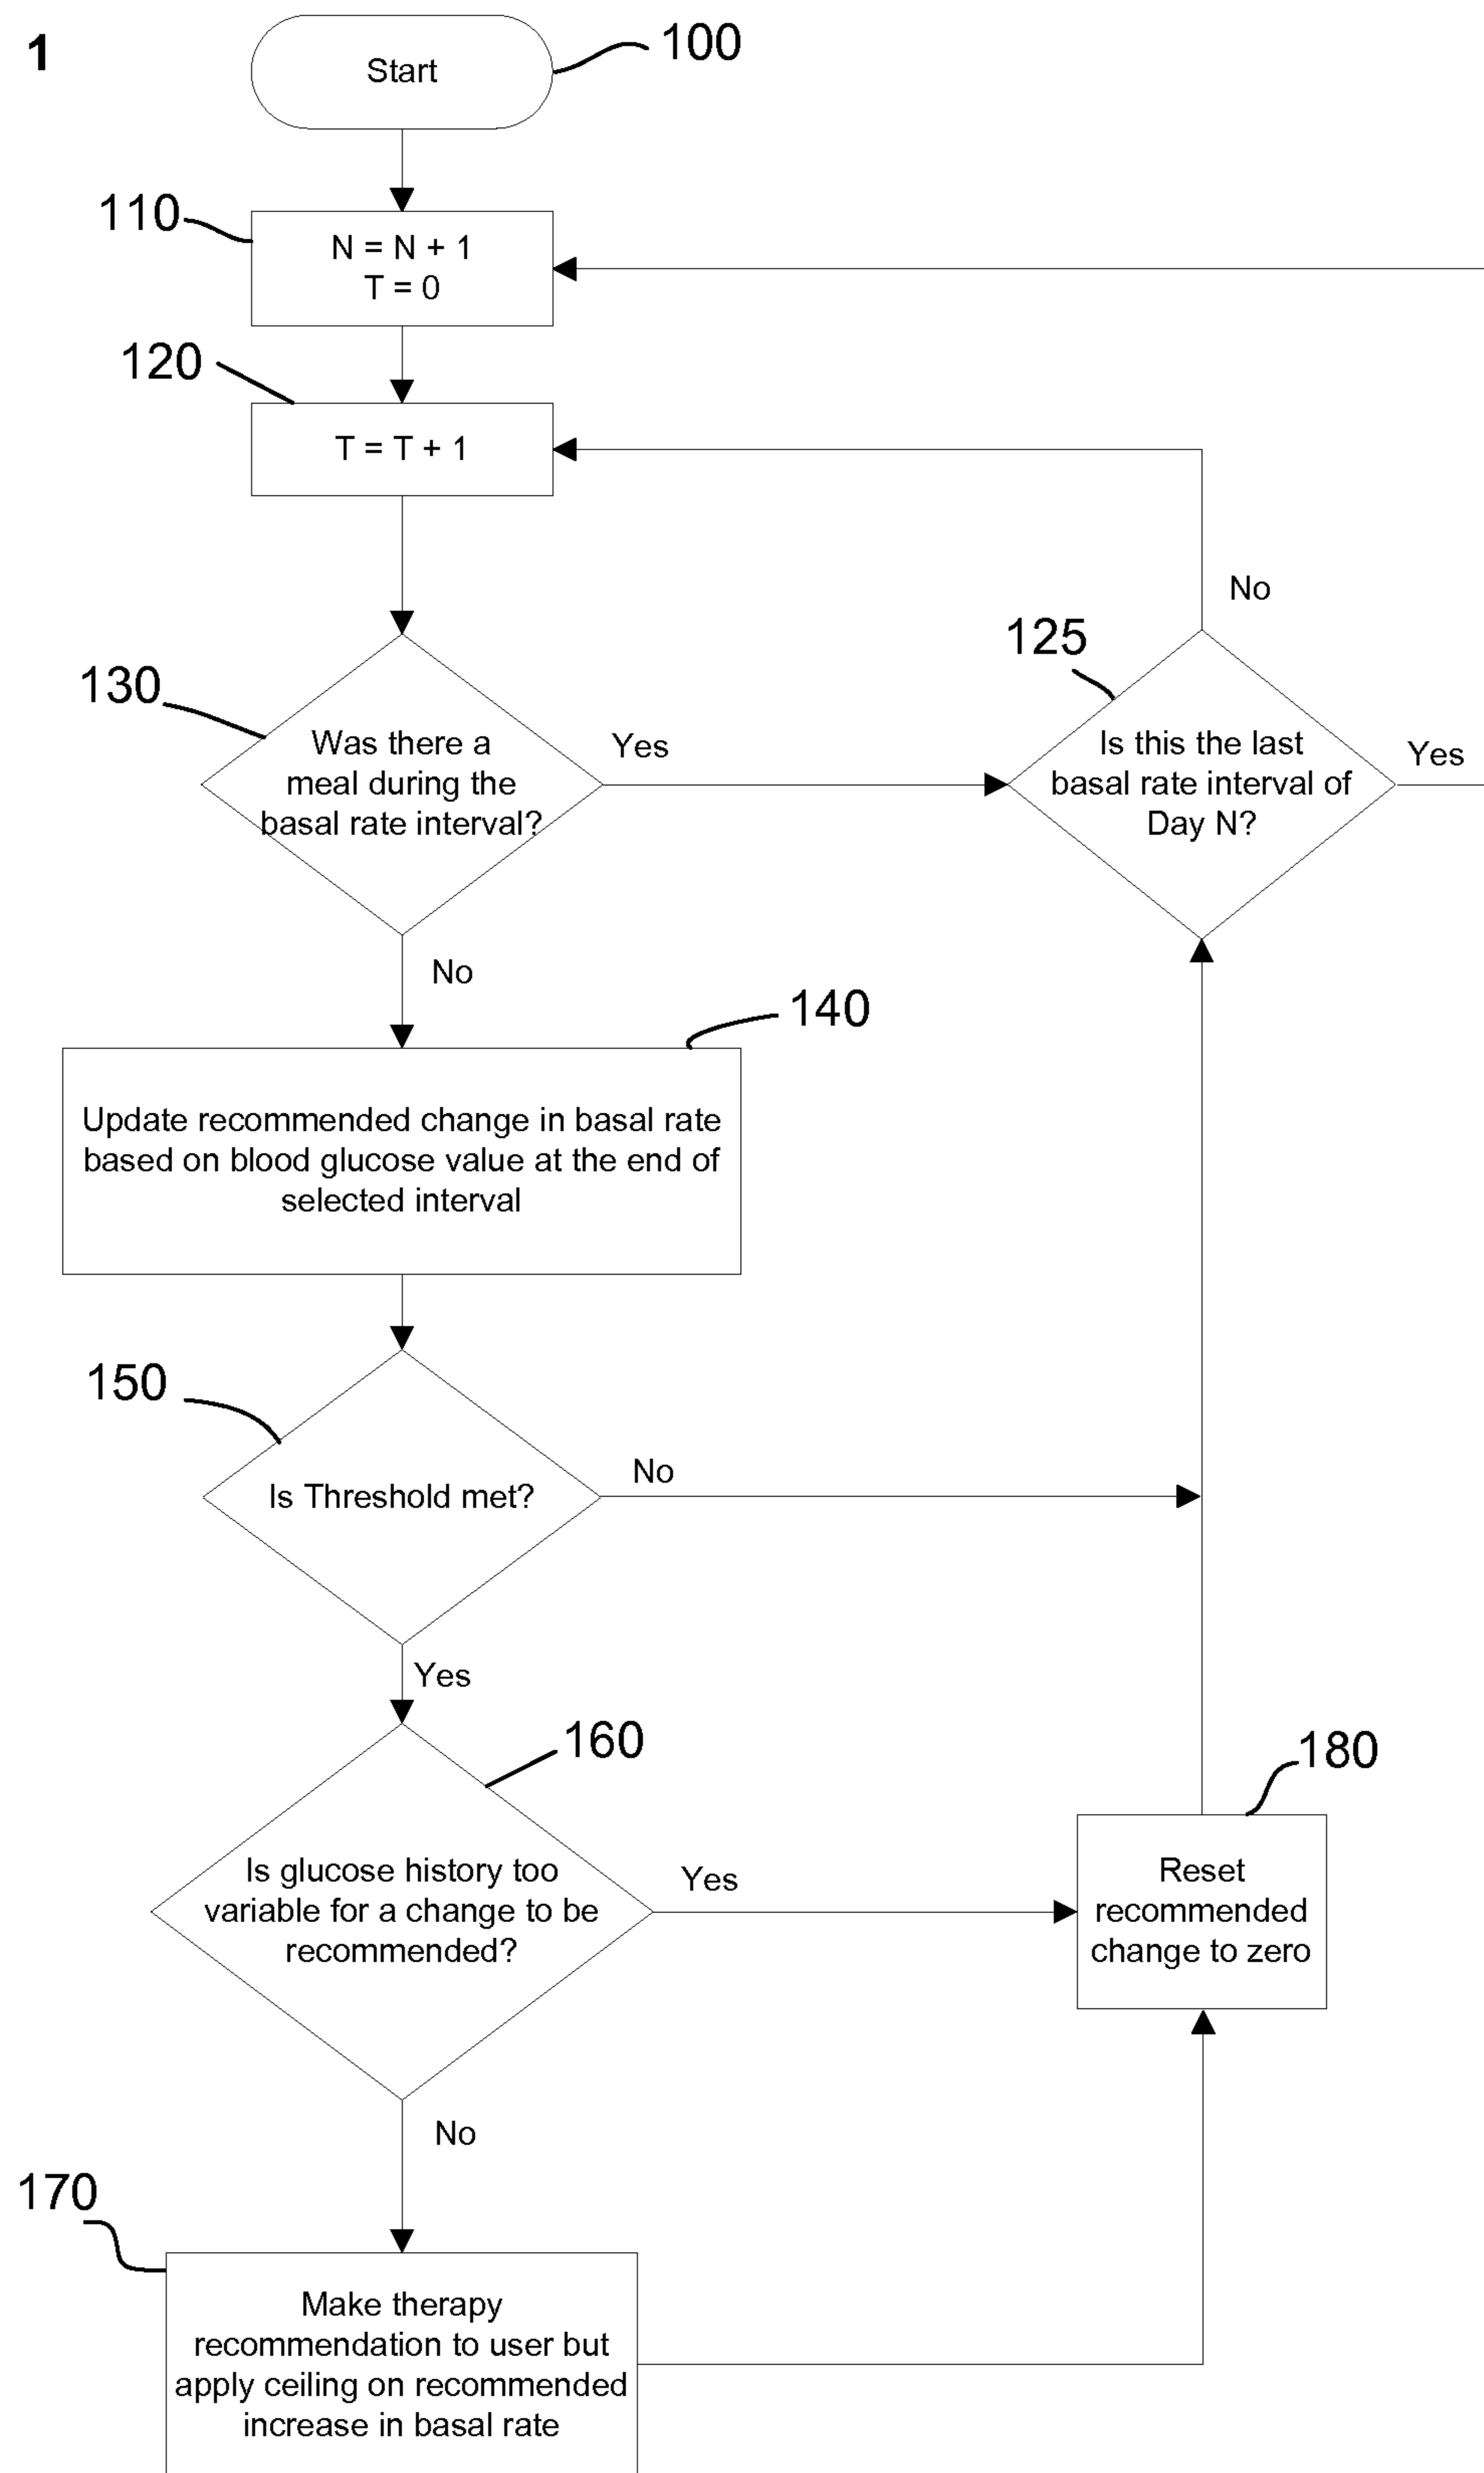 1
Start
100
110
N = N + 1
T = 0
120
T = T + 1
No
125
130
Was there a
meal during the
basal rate interval?
Yes
Is this the last
basal rate interval of
Day N?
Yes
No
140
Update recommended change in basal rate
based on blood glucose value at the end of
selected interval
150
Is Threshold met?
No
Yes
160
Is glucose history too
variable for a change to be
recommended?
Yes
180
Reset
recommended
change to zero
No
170
Make therapy
recommendation to user but
apply ceiling on recommended
increase in basal rate